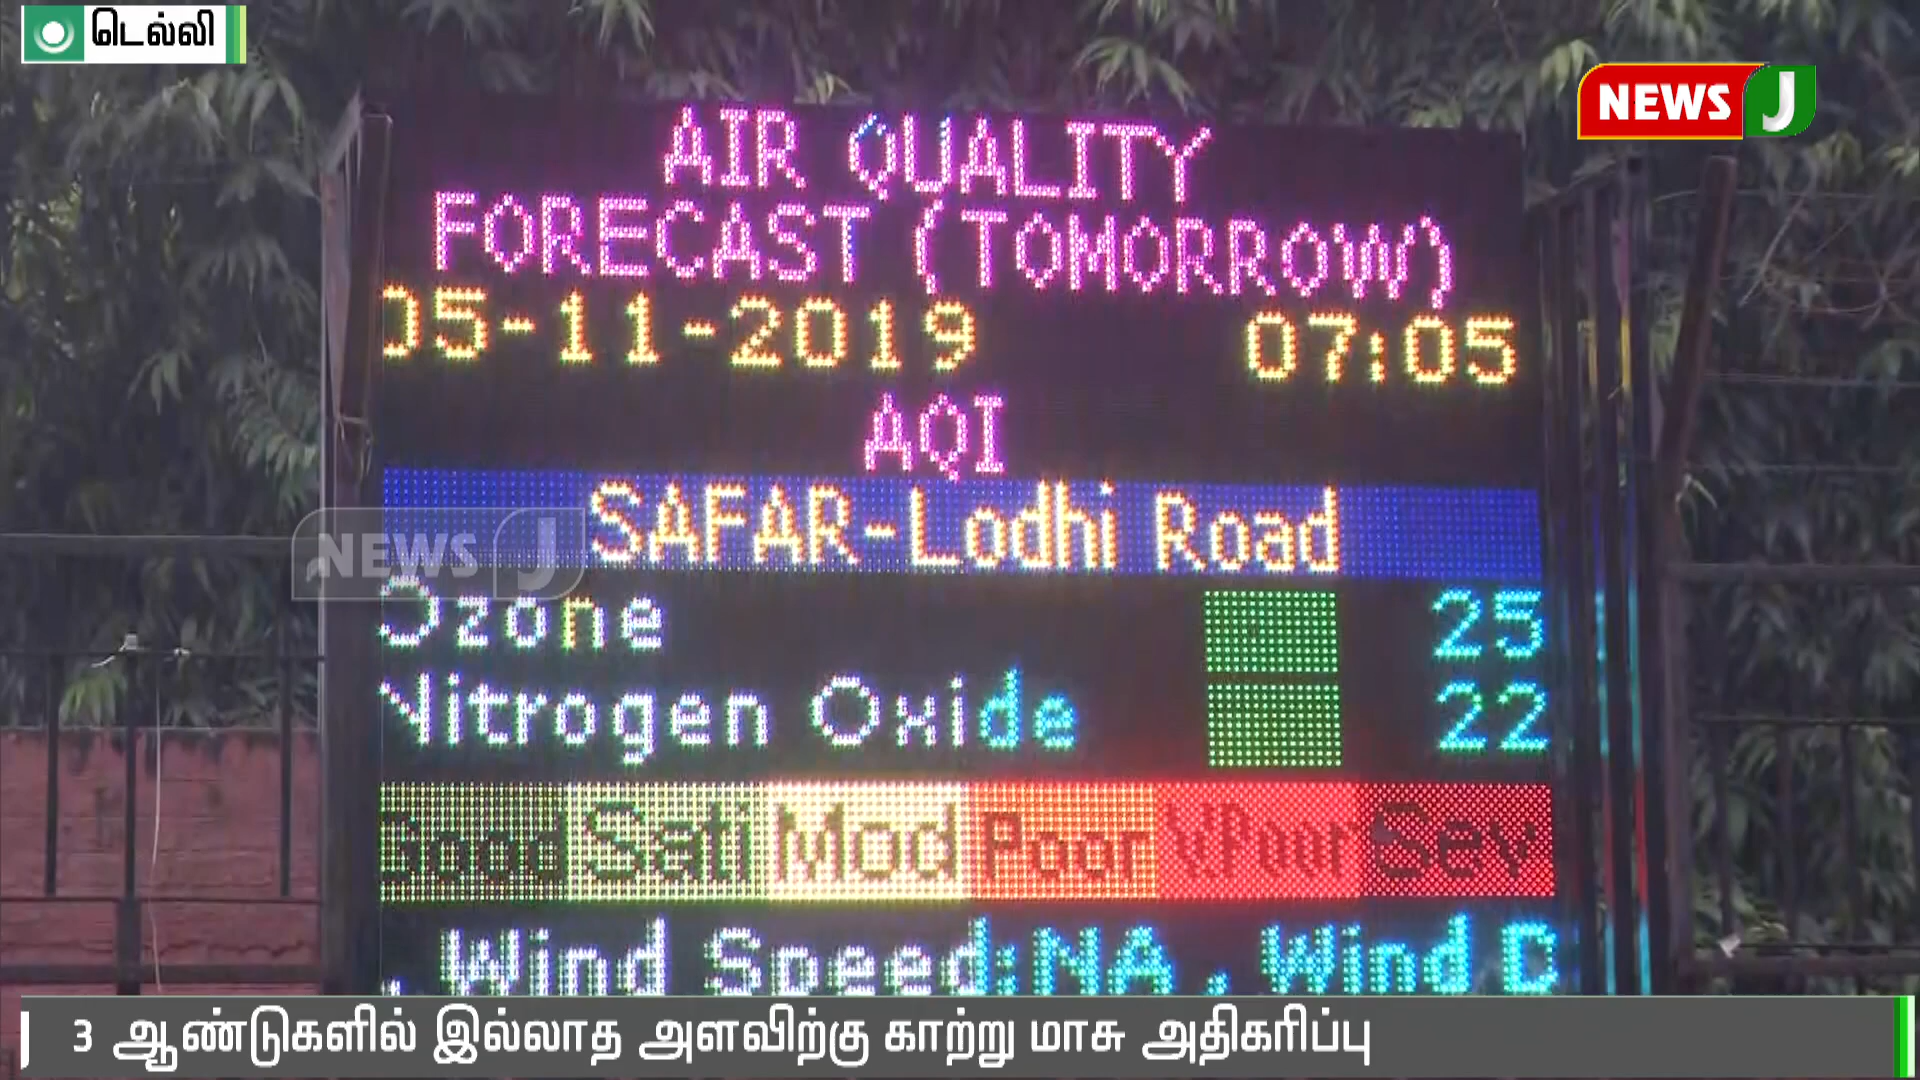 டெல்லி
NEWS J
AIR QUALITY
FORECAST (TOMORROW)
05-11-2019 07:05
AQI
SAFAR-Lodhi Road
NEWS J
Ozone 25
Nitrogen Oxide 22
Good Sati Mod Poor V.Poor Sev
, Wind Speed:NA , Wind D
3 ஆண்டுகளில் இல்லாத அளவிற்கு காற்று மாசு அதிகரிப்பு